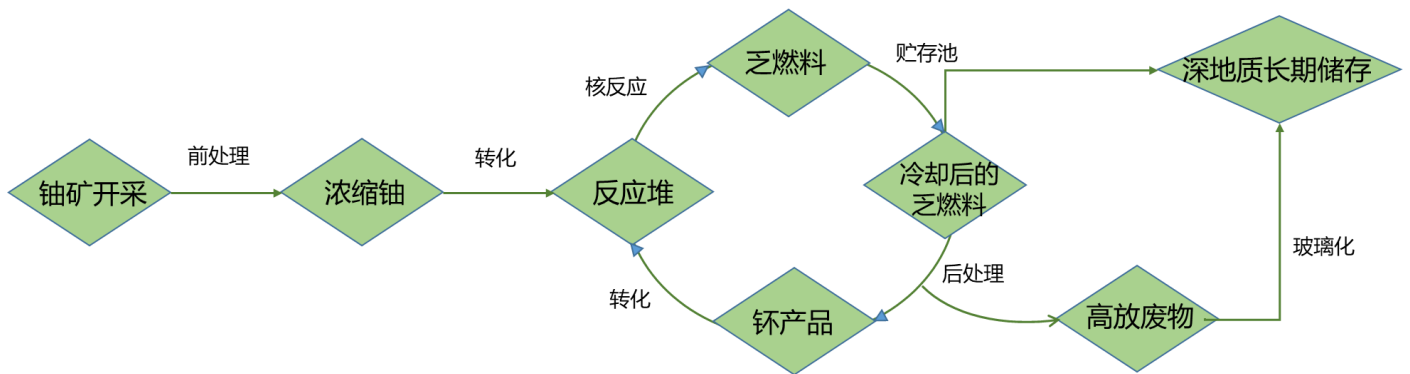 乏燃料
贮存池
深地质长期储存
核反应
前处理
转化
铀矿开采
浓缩铀
反应堆
冷却后的
乏燃料
玻璃化
后处理
转化
钚产品
高放废物